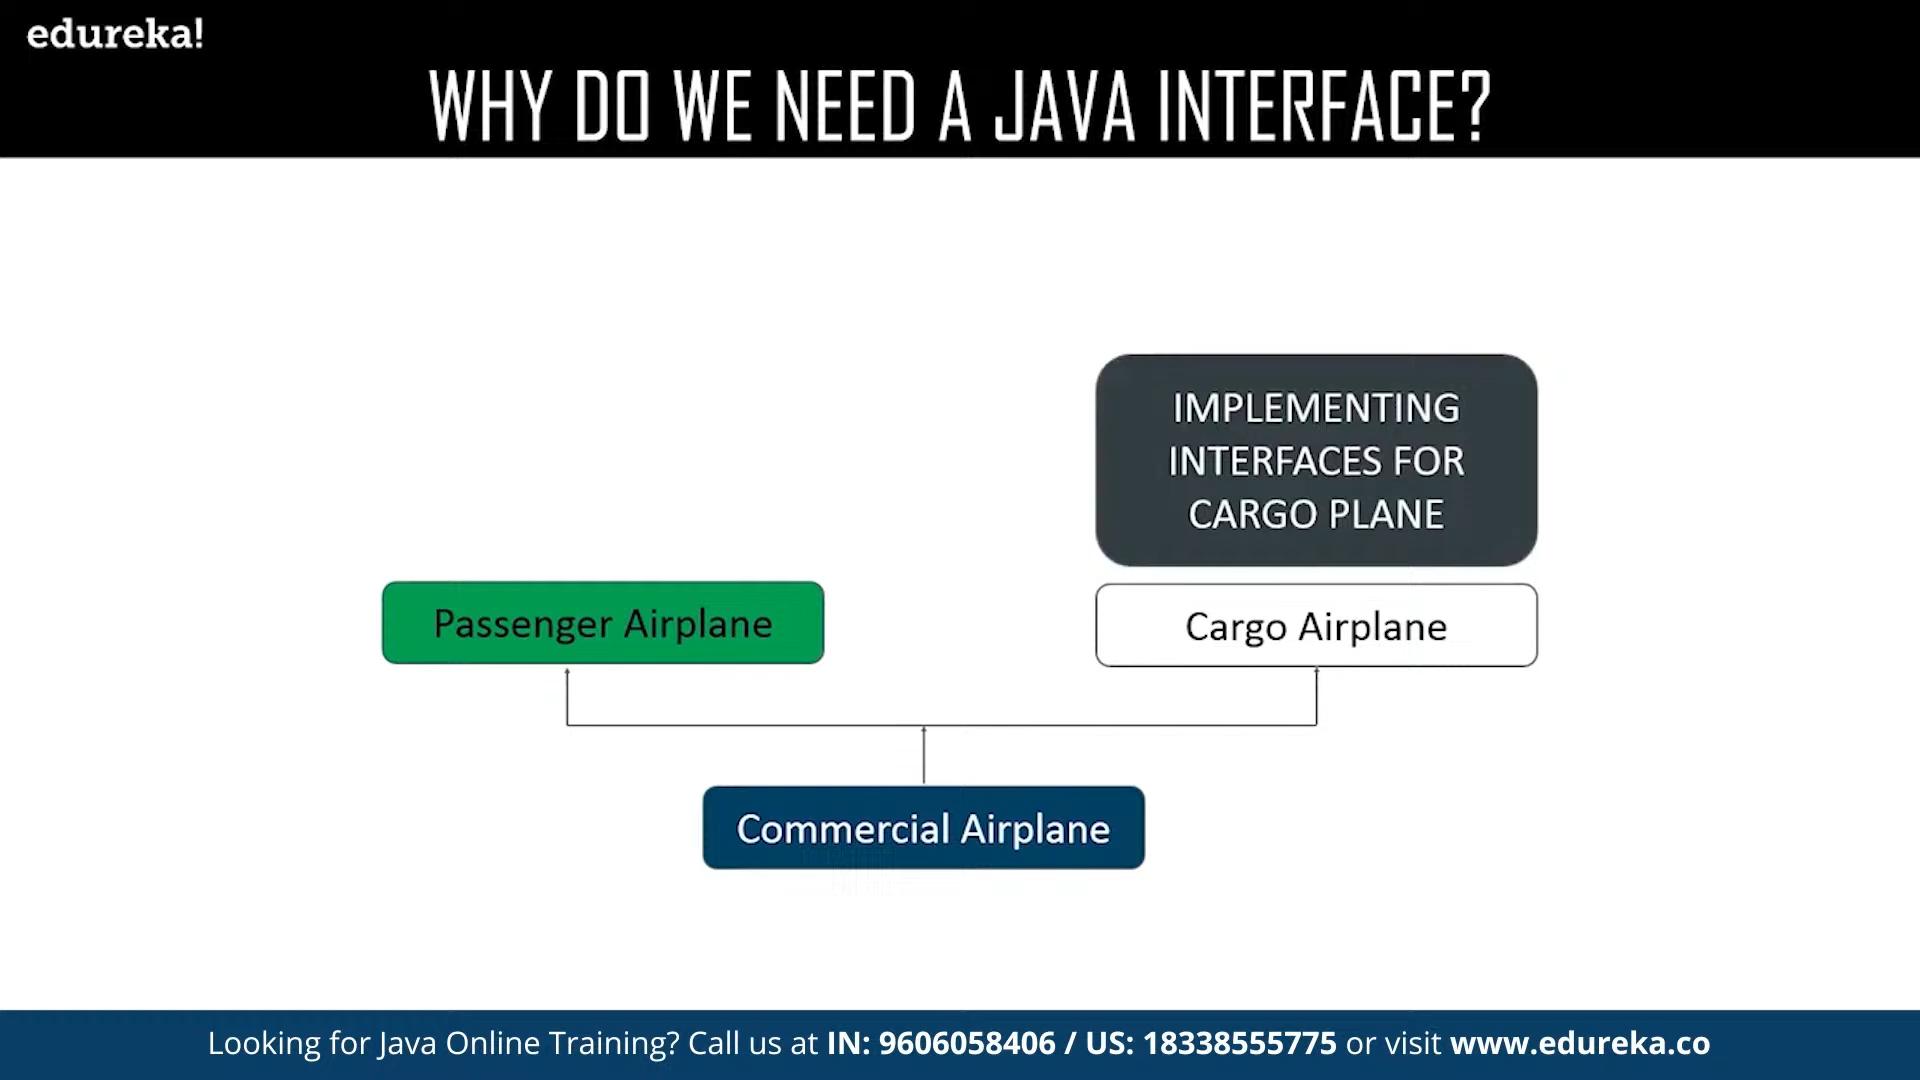 edureka!
WHY DO WE NEED A JAVA INTERFACE?
IMPLEMENTING
INTERFACES FOR
CARGO PLANE
Passenger Airplane
Cargo Airplane
Commercial Airplane
Looking for Java Online Training? Call us at IN: 9606058406 / US: 18338555775 or visit www.edureka.co